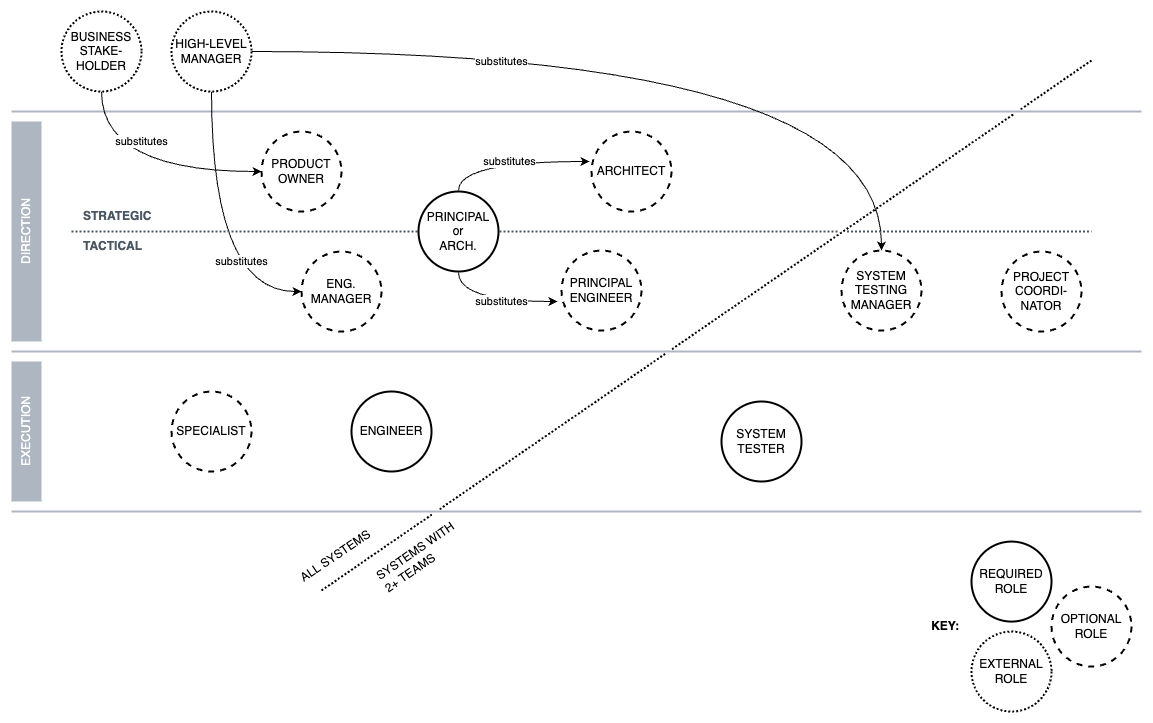 BUSINESS
STAKE-
HOLDER
HIGH-LEVEL
MANAGER
substitutes
substitutes
DIRECTION
PRODUCT
OWNER
substitutes
ARCHITECT
STRATEGIC
PRINCIPAL
or
ARCH.
TACTICAL
substitutes
ENG.
MANAGER
substitutes
PRINCIPAL
ENGINEER
SYSTEM
TESTING
MANAGER
PROJECT
COORDI-
NATOR
EXECUTION
SPECIALIST
ENGINEER
SYSTEM
TESTER
ALL SYSTEMS
SYSTEMS WITH
2+ TEAMS
KEY:
REQUIRED
ROLE
OPTIONAL
ROLE
EXTERNAL
ROLE